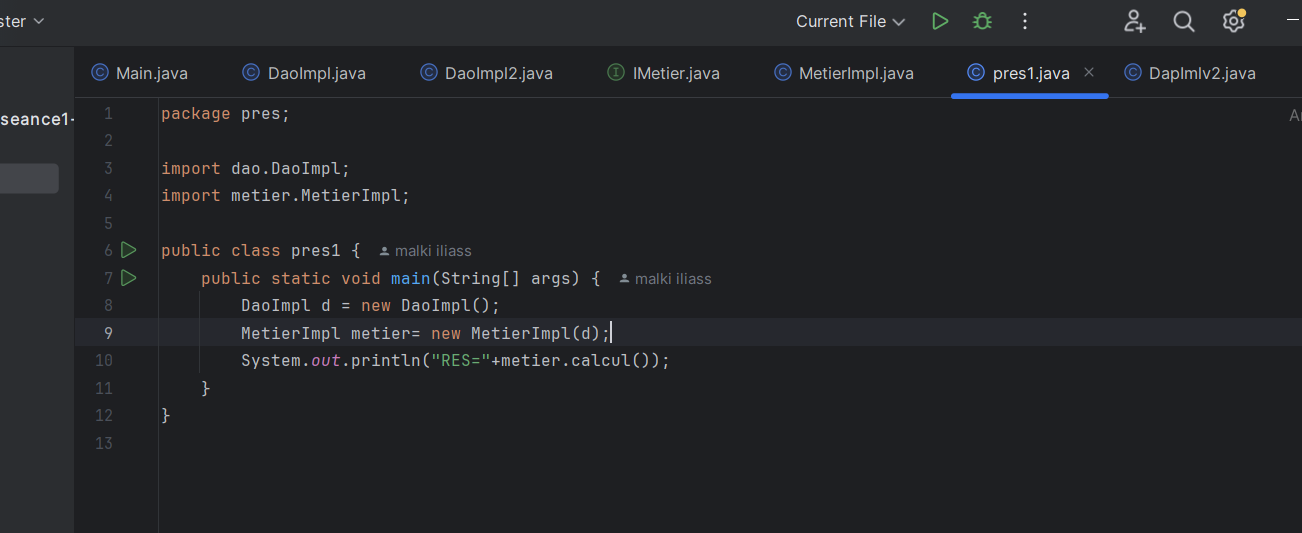 ster
Current File
Main.java
DaoImpl.java
DaoImpl2.java
IMetier.java
MetierImpl.java
pres1.java
DapImlv2.java
seance1-
1 package pres;
2
3 import dao.DaoImpl;
4 import metier.MetierImpl;
5
6 public class pres1 { malki iliass
7 public static void main(String[] args) { malki iliass
8 DaoImpl d = new DaoImpl();
9 MetierImpl metier= new MetierImpl(d);
10 System.out.println("RES="+metier.calcul());
11 }
12 }
13